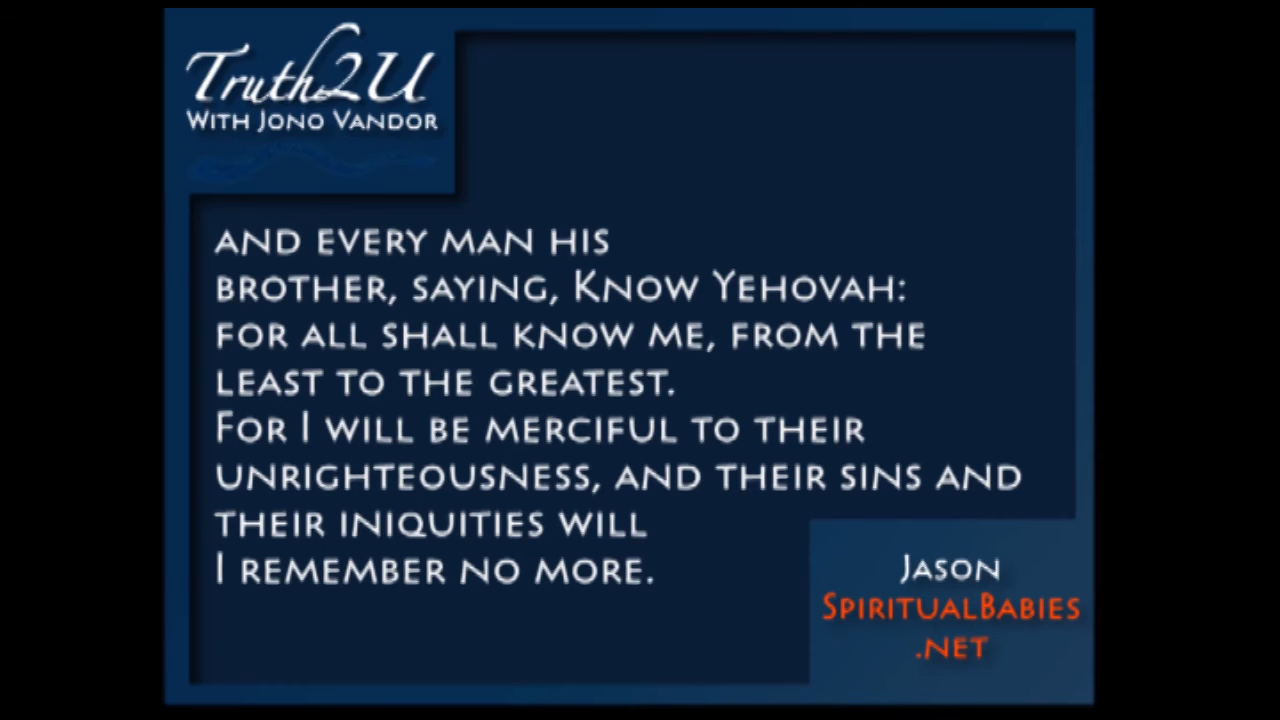 Truth2U
With Jono Vandor
and every man his
brother, saying, Know Yehovah:
for all shall know me, from the
least to the greatest.
For I will be merciful to their
unrighteousness, and their sins and
their iniquities will
I remember no more.
Jason
SpiritualBabies
.net